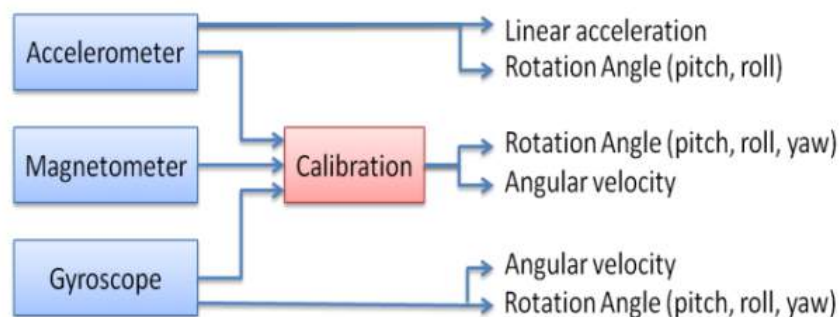 Accelerometer
Linear acceleration
Rotation Angle (pitch, roll)
Magnetometer
Calibration
Rotation Angle (pitch, roll, yaw)
Angular velocity
Gyroscope
Angular velocity
Rotation Angle (pitch, roll, yaw)